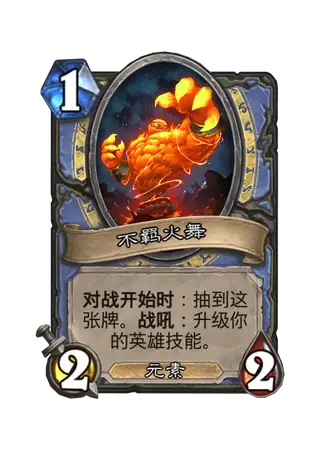 1
不羁火舞
对战开始时：抽到这
张牌。战吼：升级你
的英雄技能。
2
元素
2